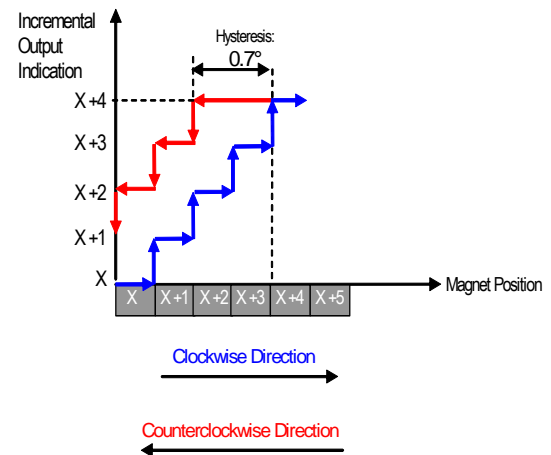 Incremental
Output
Indication
Hysteresis:
0.7°
X +4
X +3
X +2
X +1
X
X X +1 X +2 X +3 X +4 X +5
Magnet Position
Clockwise Direction
Counterclockwise Direction